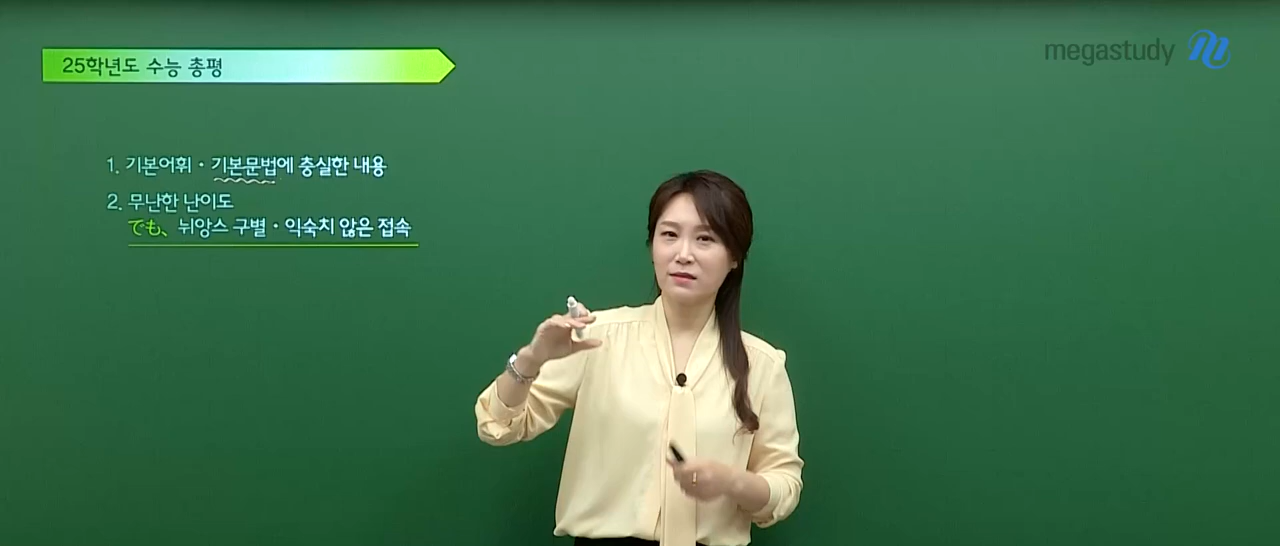 25학년도 수능 총평
megastudy
1. 기본어휘·기본문법에 충실한 내용
2. 무난한 난이도
でも、뉘앙스 구별·익숙치 않은 접속